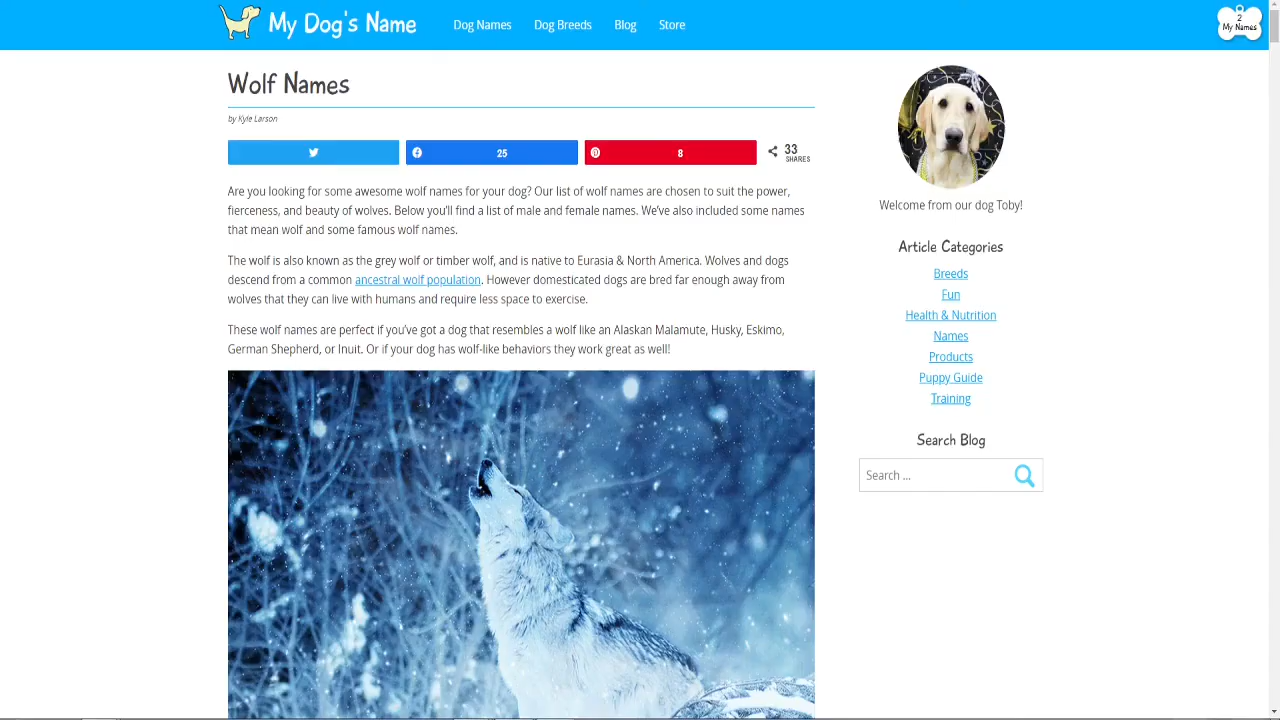 My Dog's Name
Dog Names
Dog Breeds
Blog
Store
2
My Names
Wolf Names
by Kyle Larson
25
8
33
SHARES
Are you looking for some awesome wolf names for your dog? Our list of wolf names are chosen to suit the power,
fierceness, and beauty of wolves. Below you'll find a list of male and female names. We've also included some names
that mean wolf and some famous wolf names.
The wolf is also known as the grey wolf or timber wolf, and is native to Eurasia & North America. Wolves and dogs
descend from a common ancestral wolf population. However domesticated dogs are bred far enough away from
wolves that they can live with humans and require less space to exercise.
These wolf names are perfect if you've got a dog that resembles a wolf like an Alaskan Malamute, Husky, Eskimo,
German Shepherd, or Inuit. Or if your dog has wolf-like behaviors they work great as well!
Welcome from our dog Toby!
Article Categories
Breeds
Fun
Health & Nutrition
Names
Products
Puppy Guide
Training
Search Blog
Search ...